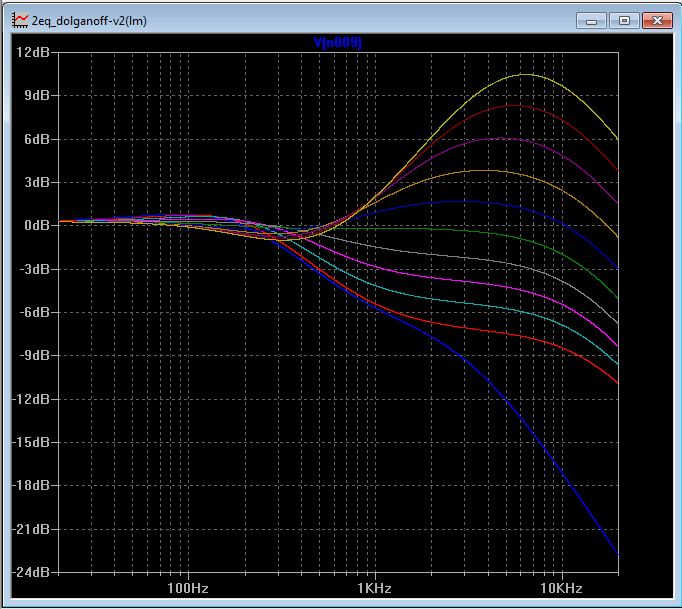 2eq_dolganoff-v2(lm)
V[n009]
12dB
9dB
6dB
3dB
0dB
-3dB
-6dB
-9dB
-12dB
-15dB
-18dB
-21dB
-24dB
100Hz 1KHz 10KHz